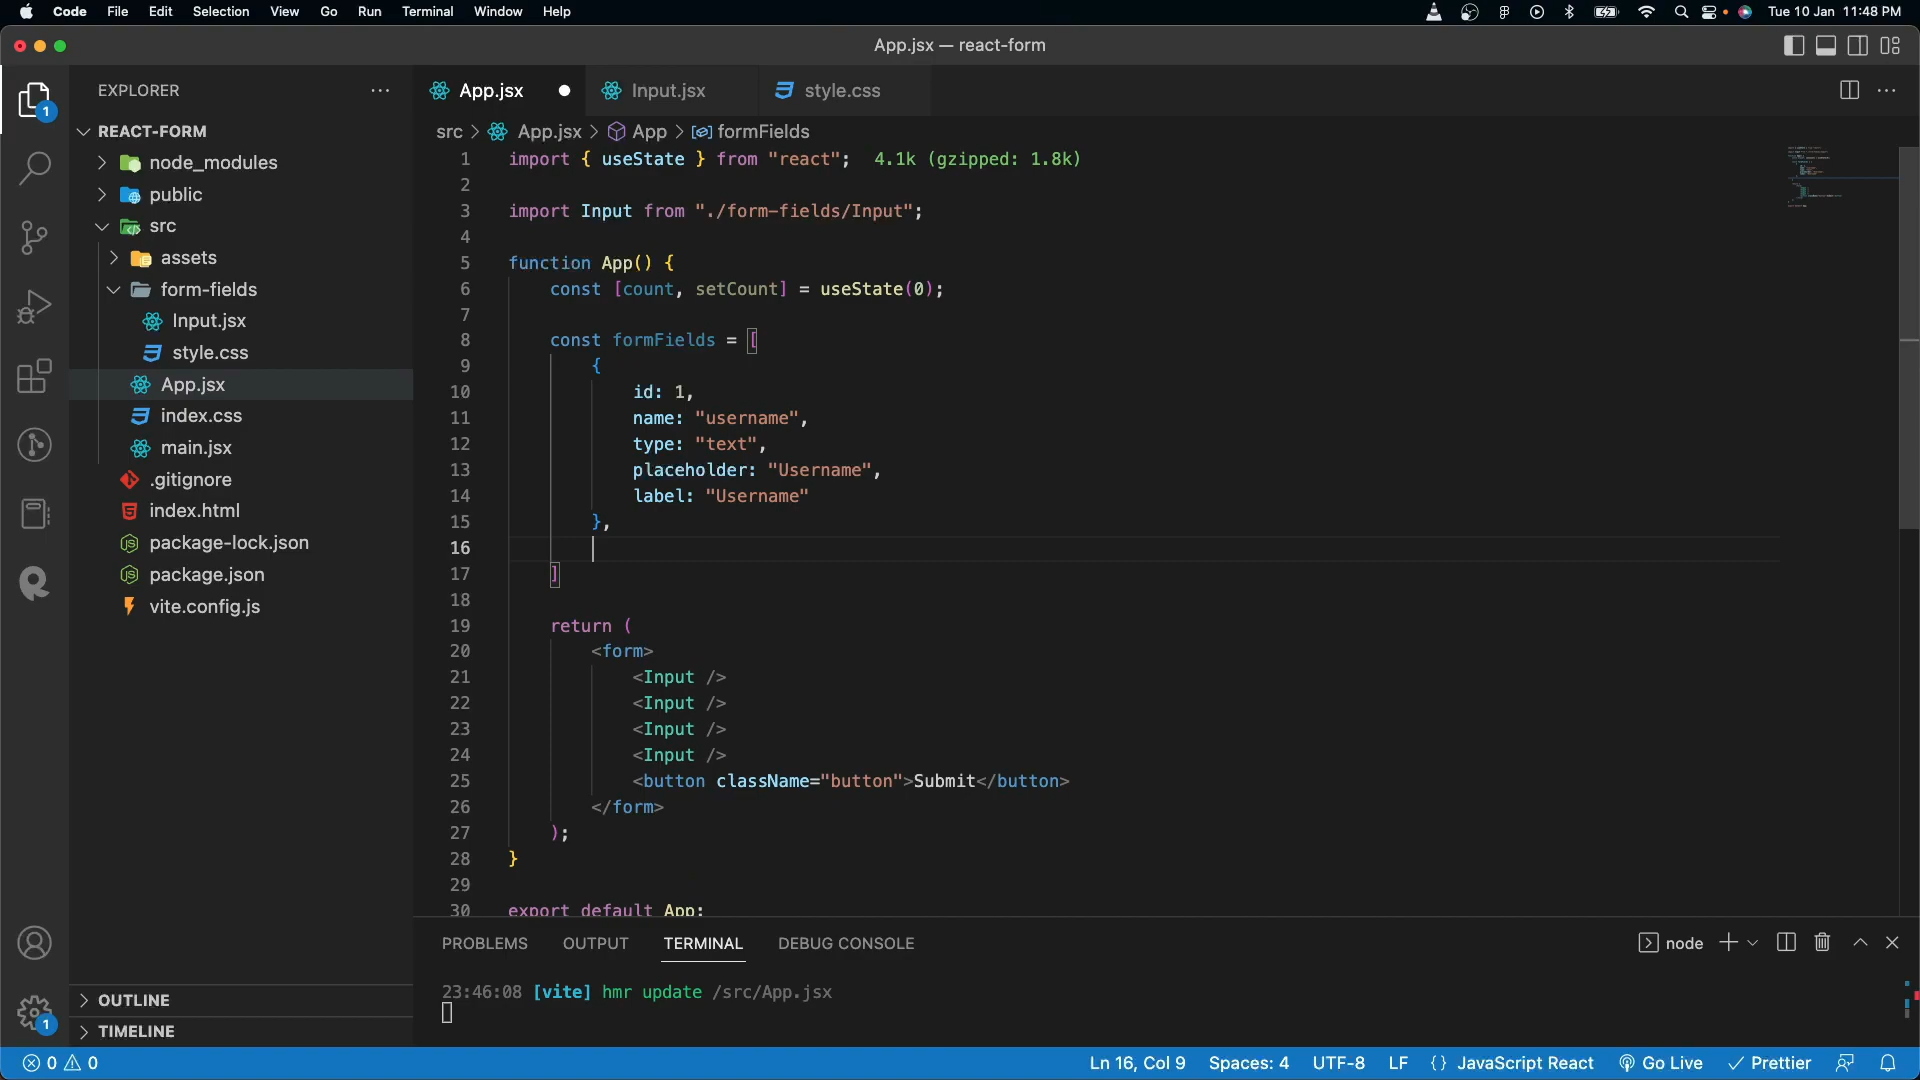 Code File Edit Selection View Go Run Terminal Window Help Tue 10 Jan 11:48 PM
App.jsx — react-form
EXPLORER
REACT-FORM
node_modules
public
src
assets
form-fields
Input.jsx
style.css
App.jsx
index.css
main.jsx
.gitignore
index.html
package-lock.json
package.json
vite.config.js
OUTLINE
TIMELINE
1
1
App.jsx Input.jsx style.css
src > App.jsx > App > formFields
1 import { useState } from "react"; 4.1k (gzipped: 1.8k)
2
3 import Input from "./form-fields/Input";
4
5 function App() {
6 const [count, setCount] = useState(0);
7
8 const formFields = [
9 {
10 id: 1,
11 name: "username",
12 type: "text",
13 placeholder: "Username",
14 label: "Username"
15 },
16
17 ]
18
19 return (
20 <form>
21 <Input />
22 <Input />
23 <Input />
24 <Input />
25 <button className="button">Submit</button>
26 </form>
27 );
28 }
29
30 export default App;
PROBLEMS OUTPUT TERMINAL DEBUG CONSOLE node
23:46:08 [vite] hmr update /src/App.jsx
0 0 Ln 16, Col 9 Spaces: 4 UTF-8 LF {} JavaScript React Go Live Prettier